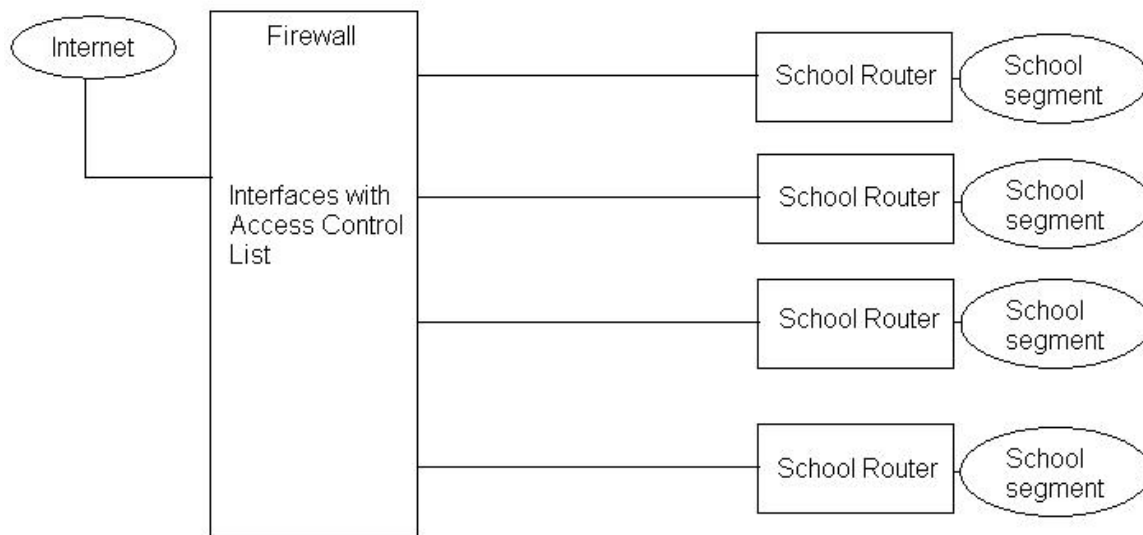 Internet
Firewall
Interfaces with
Access Control
List
School Router
School
segment
School Router
School
segment
School Router
School
segment
School Router
School
segment